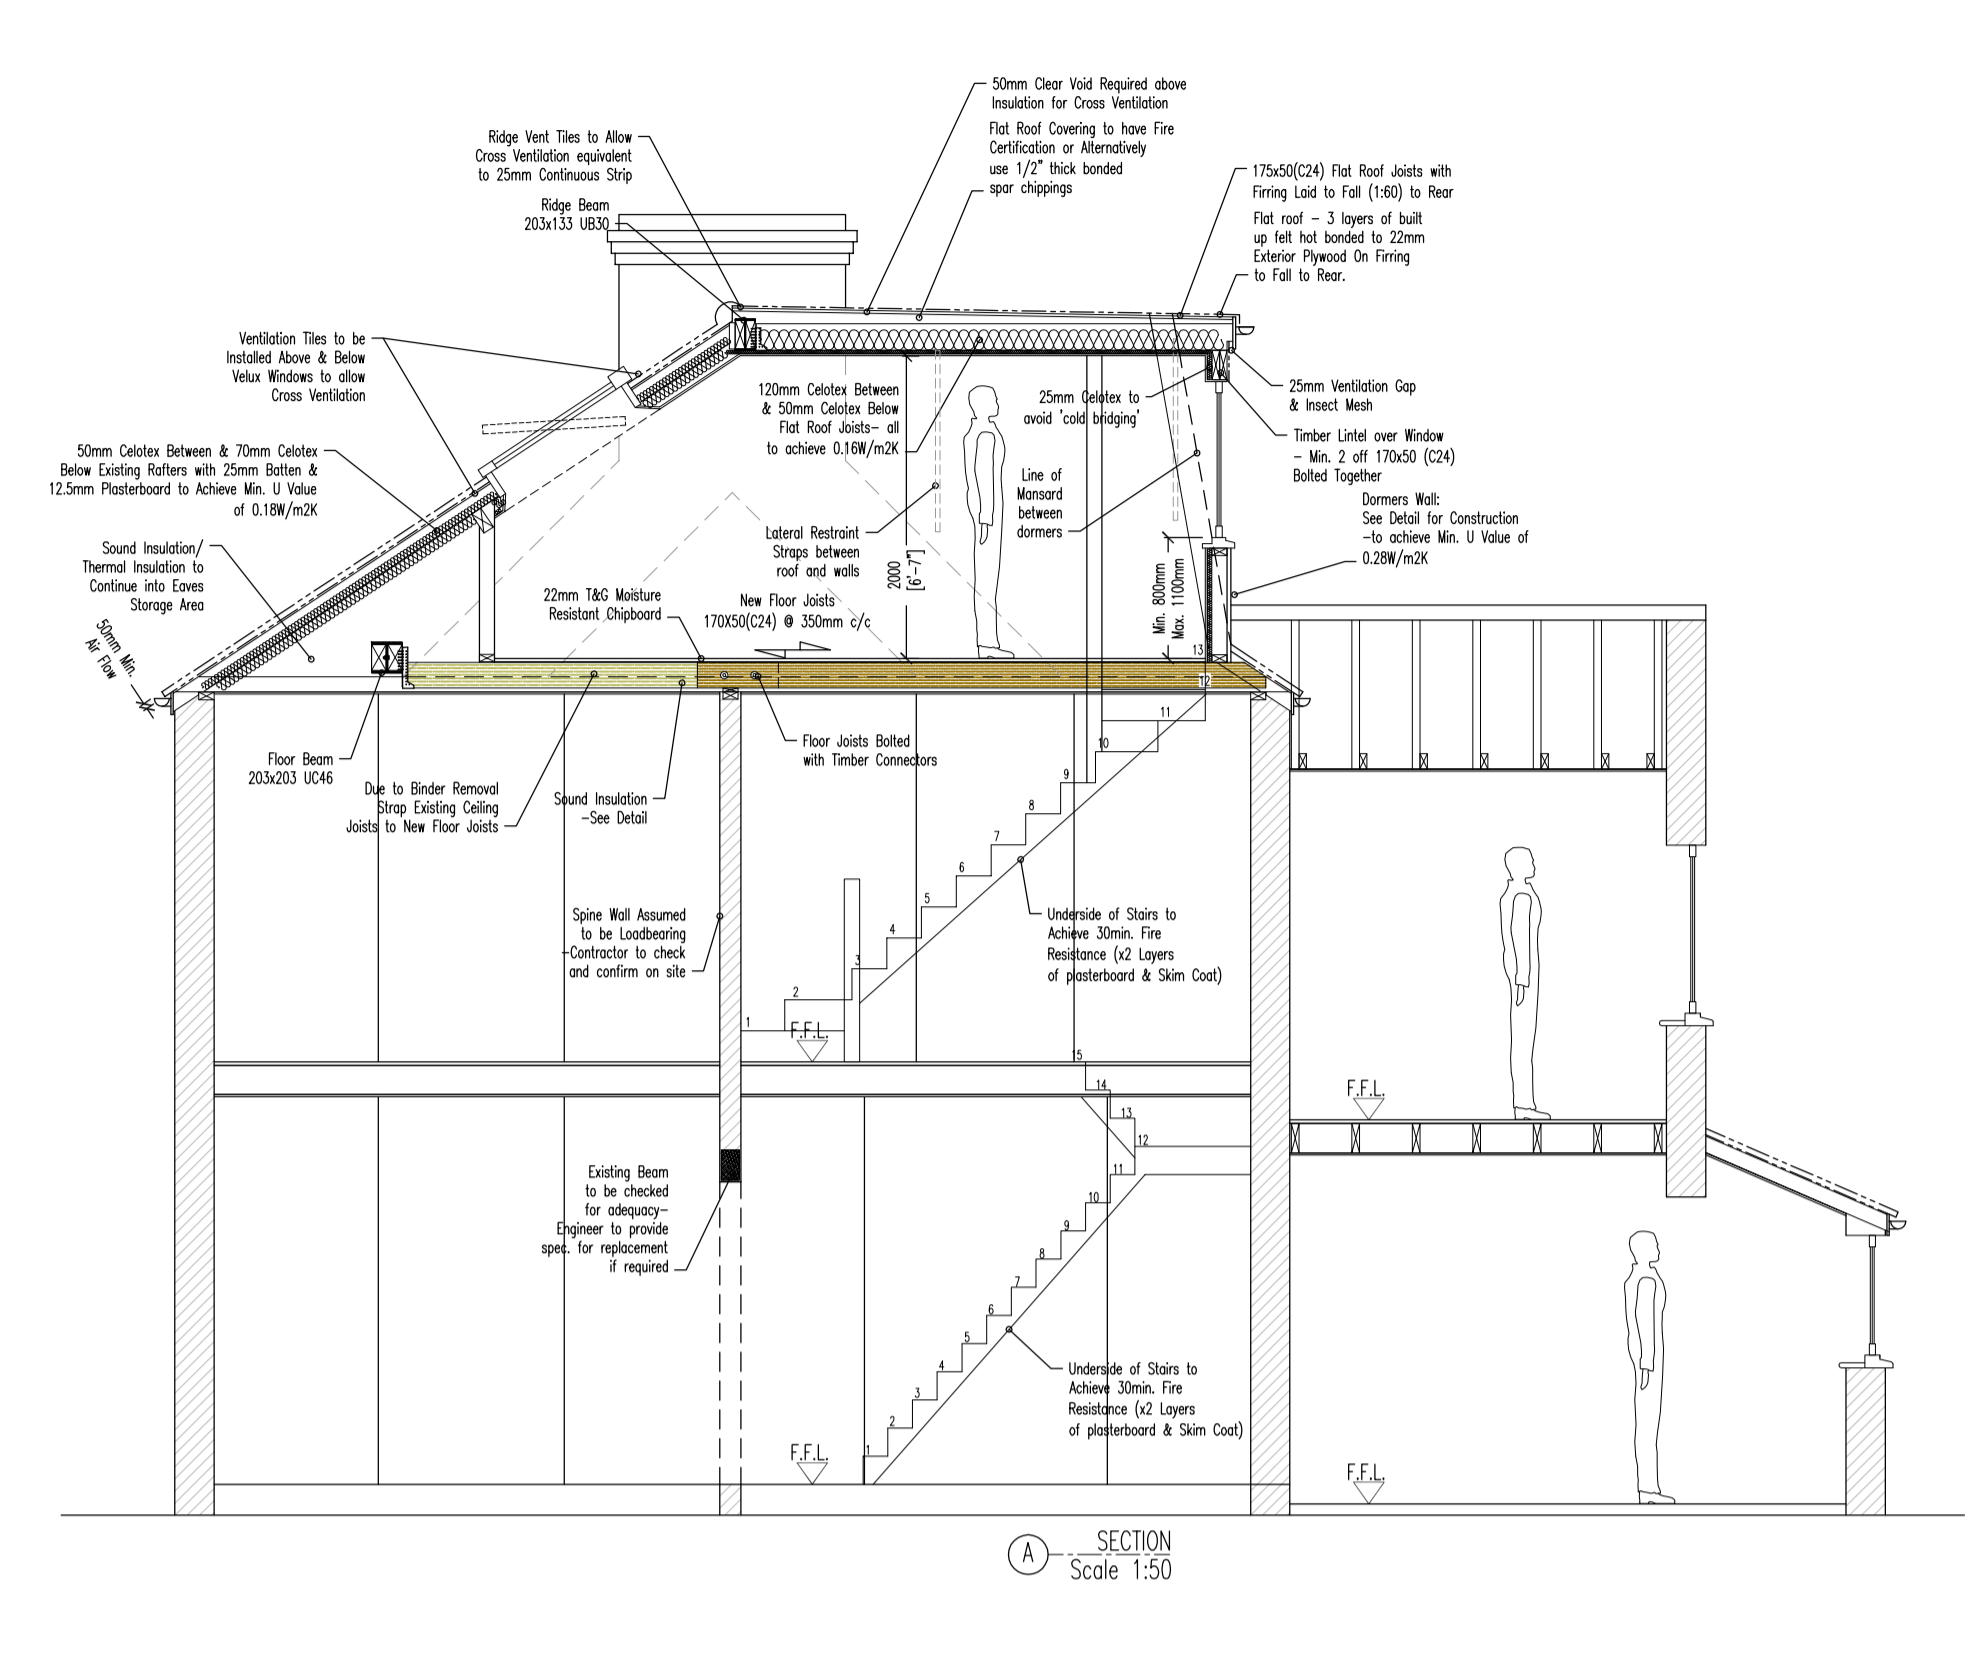 50mm Clear Void Required above
Insulation for Cross Ventilation
Flat Roof Covering to have Fire
Certification or Alternatively
use 1/2" thick bonded
spar chippings
Ridge Vent Tiles to Allow
Cross Ventilation equivalent
to 25mm Continuous Strip
Ridge Beam
203x133 UB30
175x50(C24) Flat Roof Joists with
Firring Laid to Fall (1:60) to Rear
Flat roof - 3 layers of built
up felt hot bonded to 22mm
Exterior Plywood On Firring
to Fall to Rear.
Ventilation Tiles to be
Installed Above & Below
Velux Windows to allow
Cross Ventilation
120mm Celotex Between
& 50mm Celotex Below
Flat Roof Joists- all
to achieve 0.16W/m2K
25mm Celotex to
avoid 'cold bridging'
25mm Ventilation Gap
& Insect Mesh
Timber Lintel over Window
- Min. 2 off 170x50 (C24)
Bolted Together
50mm Celotex Between & 70mm Celotex
Below Existing Rafters with 25mm Batten &
12.5mm Plasterboard to Achieve Min. U Value
of 0.18W/m2K
Line of
Mansard
between
dormers
Dormers Wall:
See Detail for Construction
-to achieve Min. U Value of
0.28W/m2K
Lateral Restraint
Straps between
roof and walls
Sound Insulation/
Thermal Insulation to
Continue into Eaves
Storage Area
2000
[6'-7"]
Min. 800mm
Max. 1100mm
22mm T&G Moisture
Resistant Chipboard
New Floor Joists
170X50(C24) @ 350mm c/c
50mm Min.
Air Flow
13
12
11
10
9
8
7
6
5
4
3
2
1
Floor Beam
203x203 UC46
Due to Binder Removal
Strap Existing Ceiling
Joists to New Floor Joists
Sound Insulation
-See Detail
Floor Joists Bolted
with Timber Connectors
Spine Wall Assumed
to be Loadbearing
-Contractor to check
and confirm on site
Underside of Stairs to
Achieve 30min. Fire
Resistance (x2 Layers
of plasterboard & Skim Coat)
F.F.L.
F.F.L.
15
14
13
12
11
10
9
8
7
6
5
4
3
2
1
Existing Beam
to be checked
for adequacy-
Engineer to provide
spec. for replacement
if required
Underside of Stairs to
Achieve 30min. Fire
Resistance (x2 Layers
of plasterboard & Skim Coat)
F.F.L.
F.F.L.
A
SECTION
Scale 1:50